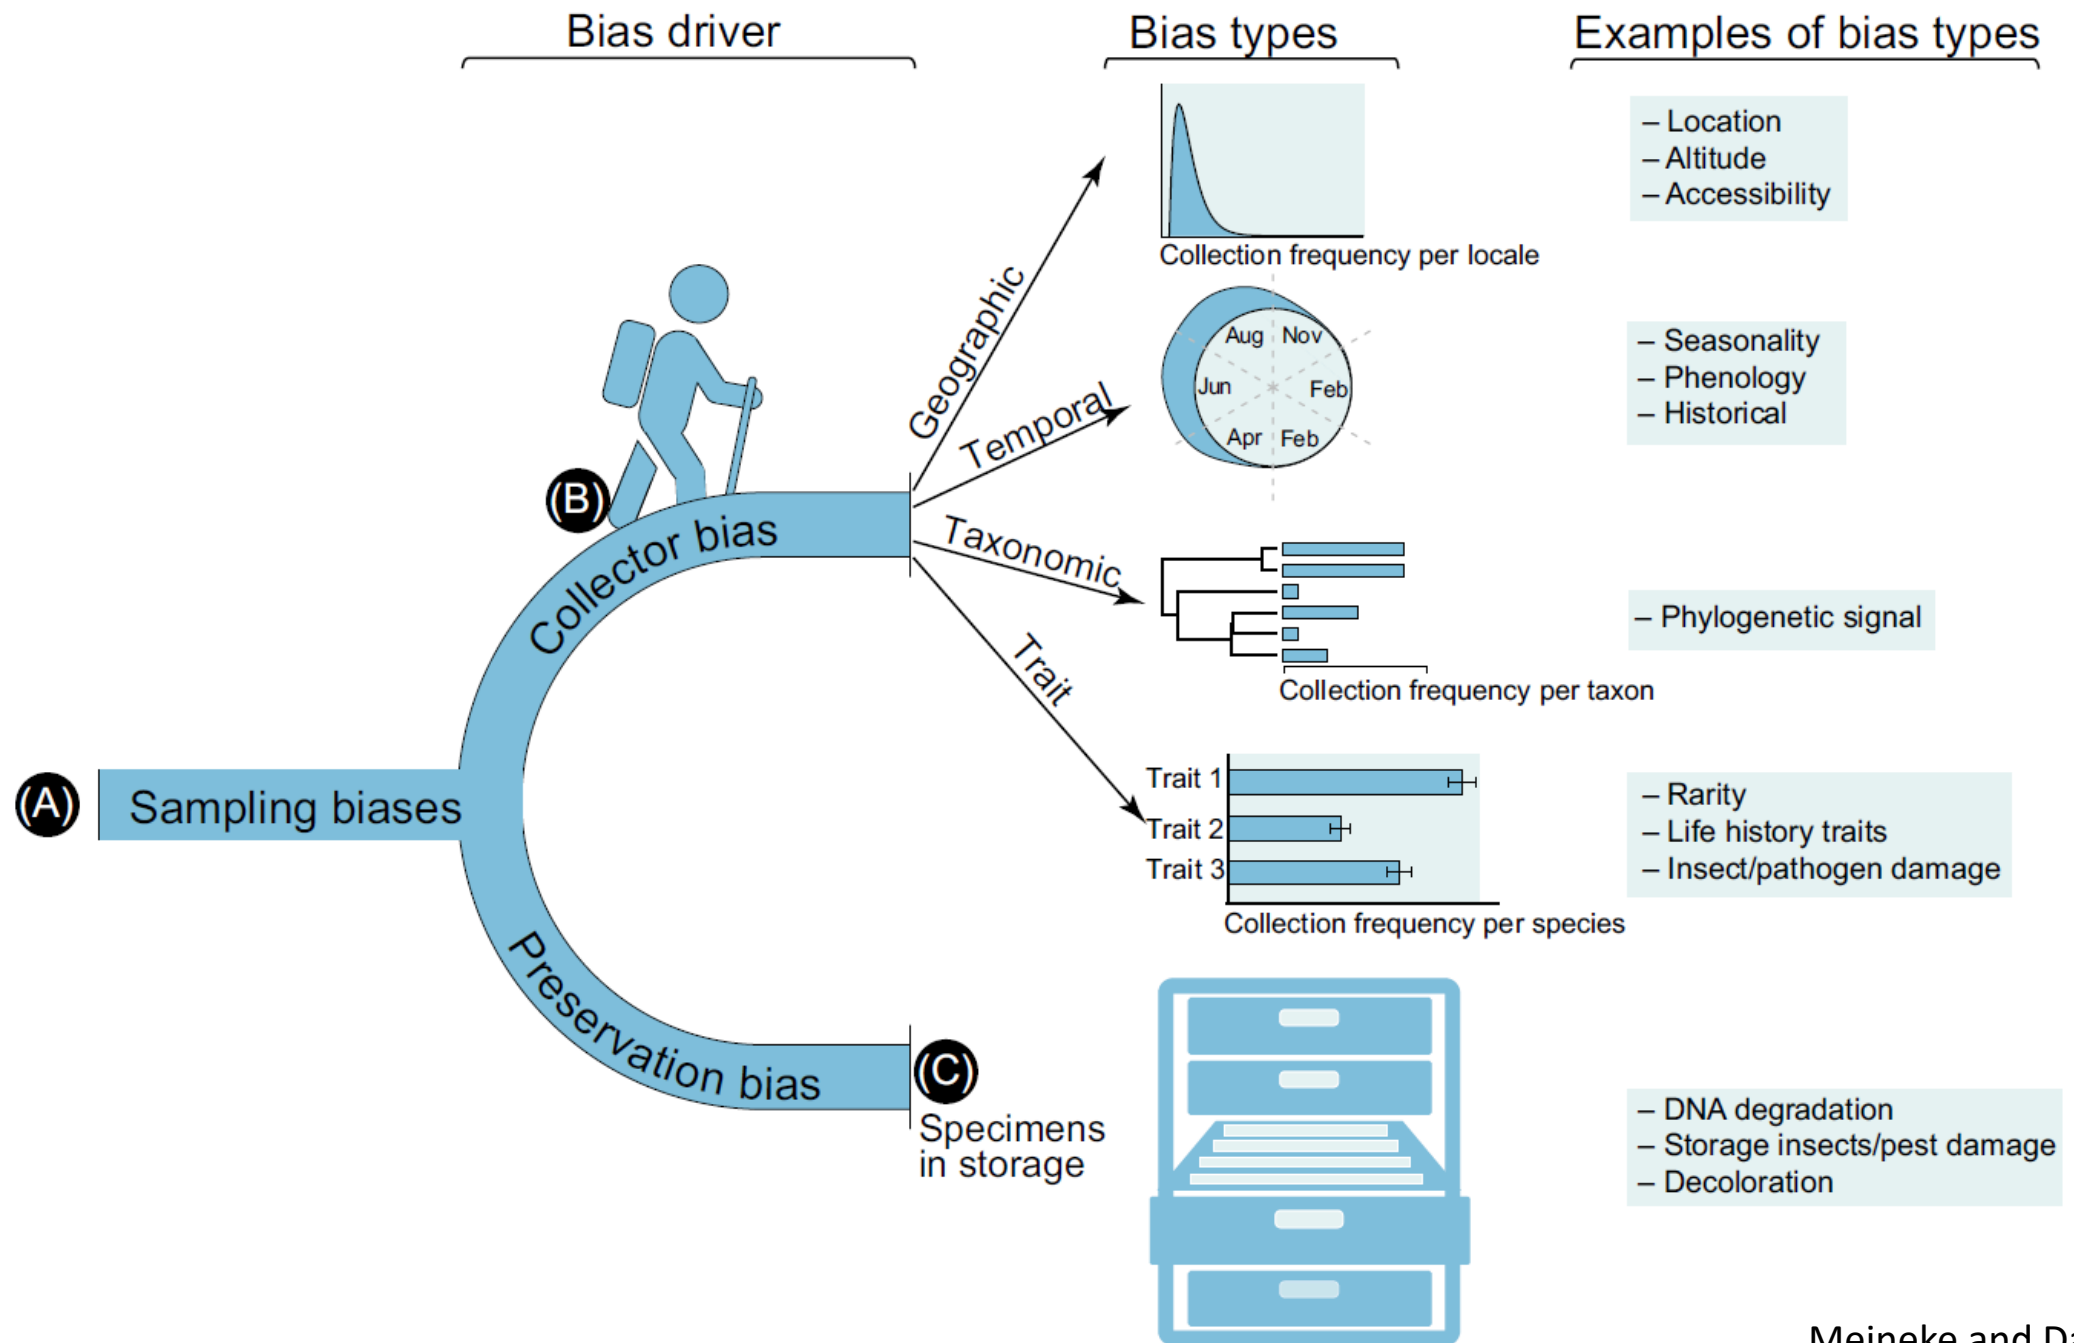 Bias driver
Bias types
Examples of bias types
– Location
– Altitude
– Accessibility
Collection frequency per locale
Geographic
Temporal
Taxonomic
Trait
Aug
Nov
Jun
Feb
Apr
Feb
– Seasonality
– Phenology
– Historical
(B)
Collector bias
– Phylogenetic signal
Collection frequency per taxon
(A)
Sampling biases
Trait 1
Trait 2
Trait 3
Collection frequency per species
– Rarity
– Life history traits
– Insect/pathogen damage
Preservation bias
(C)
Specimens
in storage
– DNA degradation
– Storage insects/pest damage
– Decoloration
Meineke and